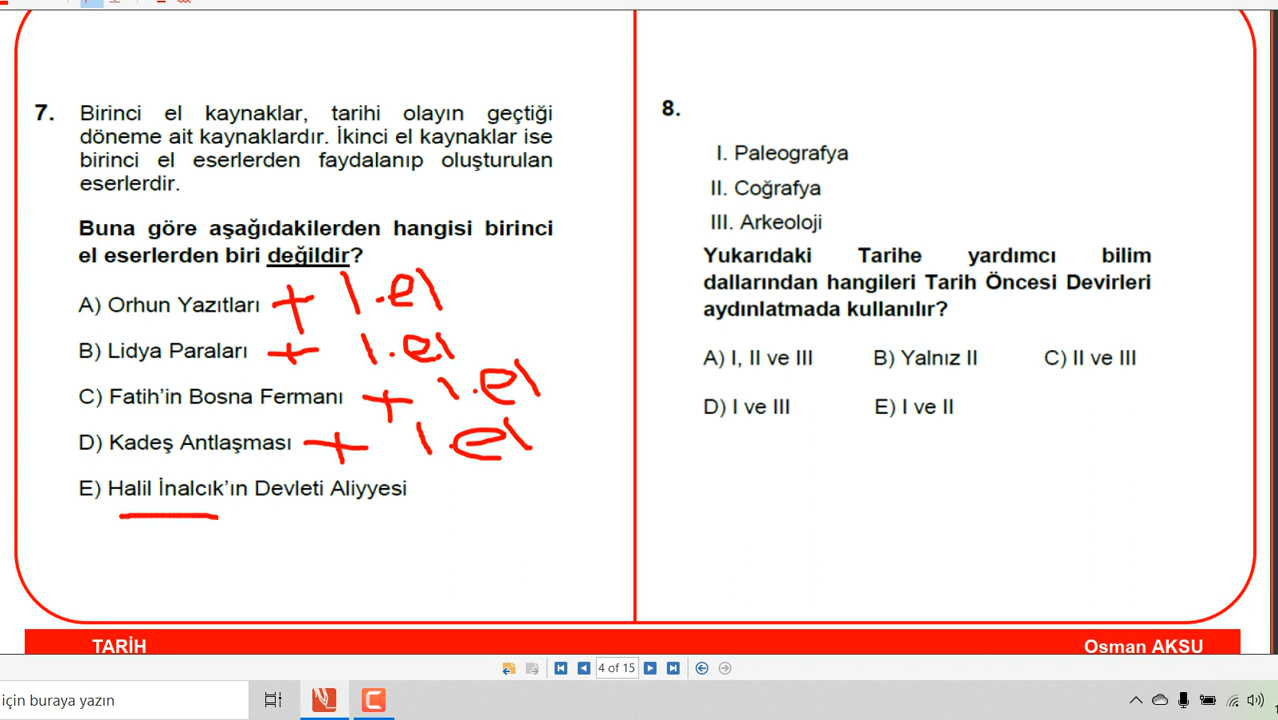 7. Birinci el kaynaklar, tarihi olayın geçtiği
döneme ait kaynaklardır. İkinci el kaynaklar ise
birinci el eserlerden faydalanıp oluşturulan
eserlerdir.
Buna göre aşağıdakilerden hangisi birinci
el eserlerden biri değildir?
A) Orhun Yazıtları + 1.el
B) Lidya Paraları + 1.el
C) Fatih'in Bosna Fermanı + 1.el
D) Kadeş Antlaşması + 1.el
E) Halil İnalcık'ın Devleti Aliyyesi
8.
I. Paleografya
II. Coğrafya
III. Arkeoloji
Yukarıdaki Tarihe yardımcı bilim
dallarından hangileri Tarih Öncesi Devirleri
aydınlatmada kullanılır?
A) I, II ve III B) Yalnız II C) II ve III
D) I ve III E) I ve II
TARİH Osman AKSU
4 of 15
için buraya yazın